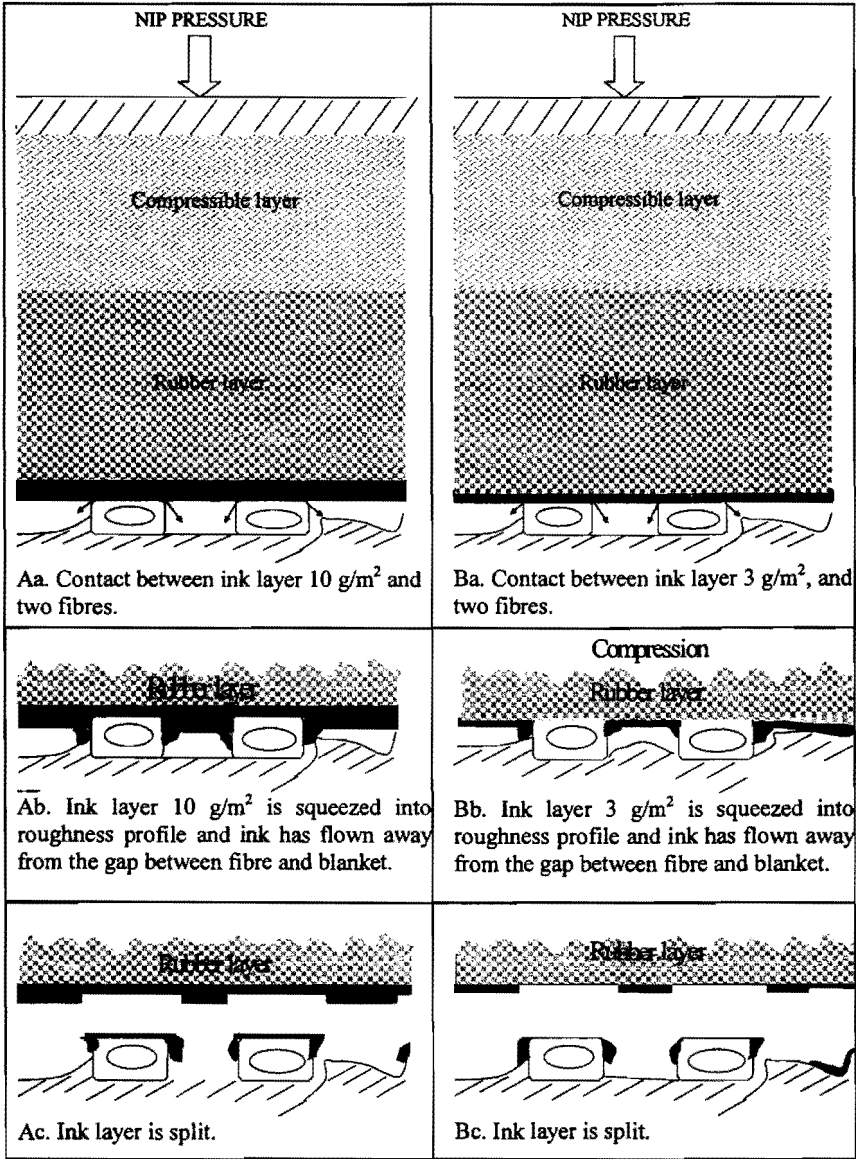 NIP PRESSURE
Compressible layer
Rubber layer
Aa. Contact between ink layer 10 g/m² and
two fibres.
NIP PRESSURE
Compressible layer
Rubber layer
Ba. Contact between ink layer 3 g/m², and
two fibres.
Ab. Ink layer 10 g/m² is squeezed into
roughness profile and ink has flown away
from the gap between fibre and blanket.
Compression
Rubber layer
Bb. Ink layer 3 g/m² is squeezed into
roughness profile and ink has flown away
from the gap between fibre and blanket.
Rubber layer
Ac. Ink layer is split.
Rubber layer
Bc. Ink layer is split.